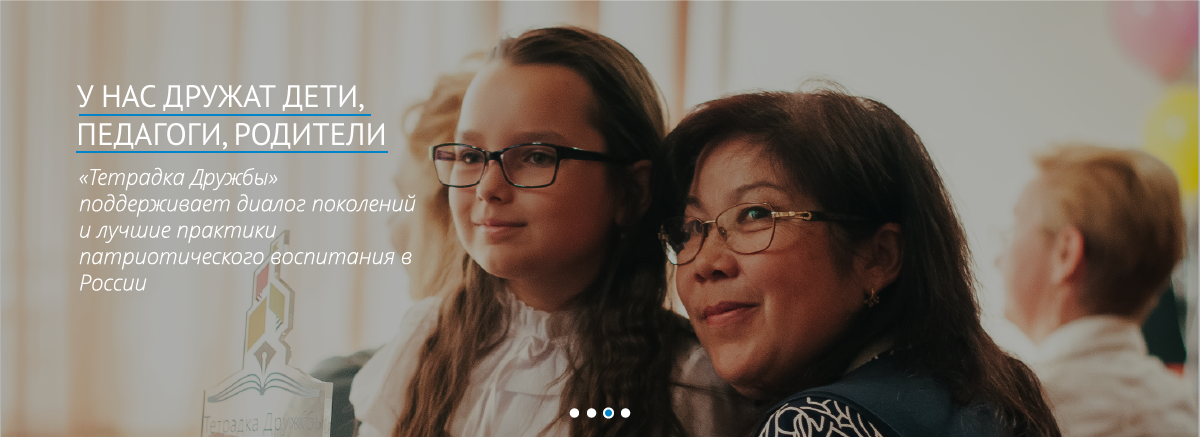 У НАС ДРУЖАТ ДЕТИ,
ПЕДАГОГИ, РОДИТЕЛИ
«Тетрадка Дружбы»
поддерживает диалог поколений
и лучшие практики
патриотического воспитания в
России
Тетрадка Дружбы